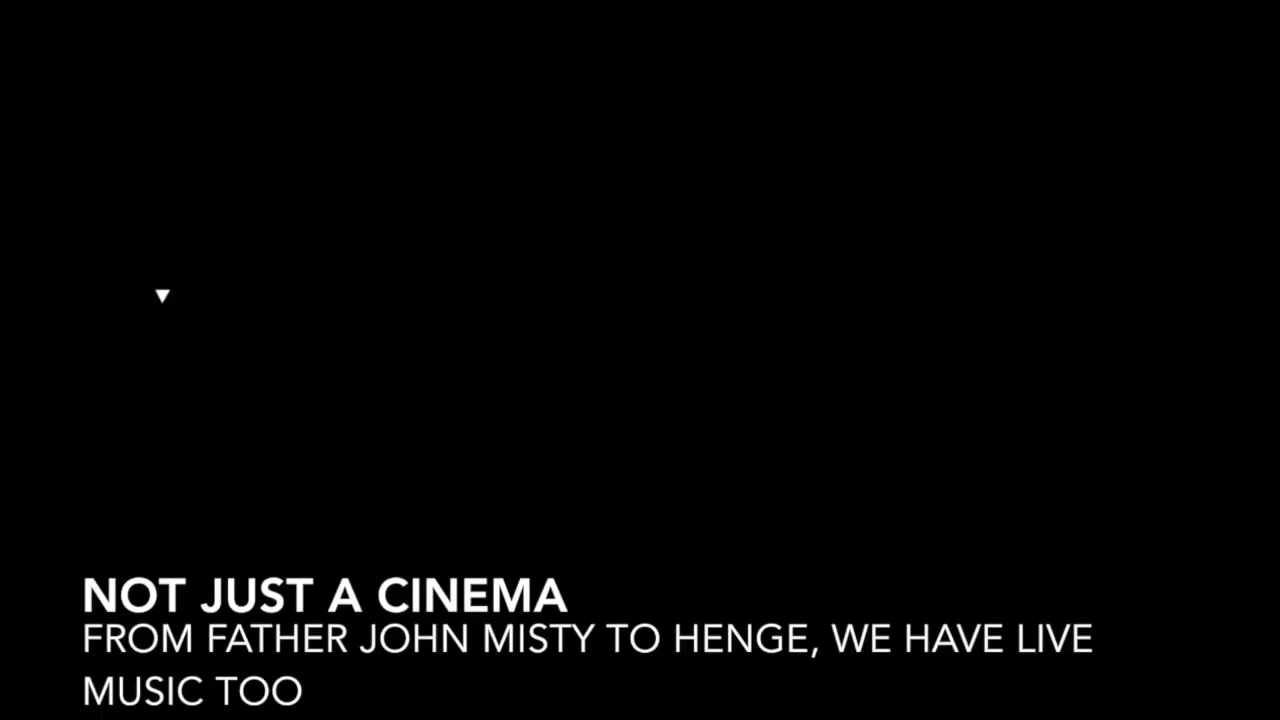 NOT JUST A CINEMA
FROM FATHER JOHN MISTY TO HENGE, WE HAVE LIVE
MUSIC TOO